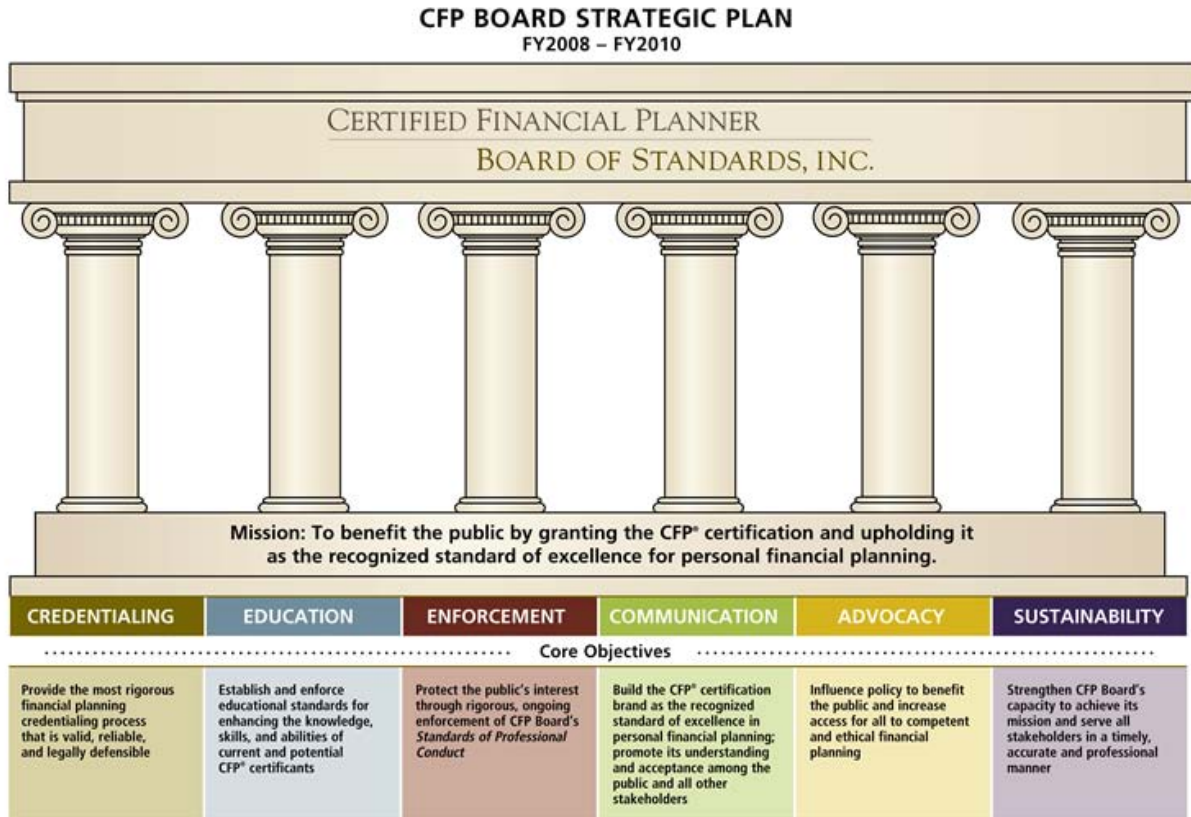 CFP BOARD STRATEGIC PLAN
FY2008 – FY2010
CERTIFIED FINANCIAL PLANNER
BOARD OF STANDARDS, INC.
Mission: To benefit the public by granting the CFP® certification and upholding it
as the recognized standard of excellence for personal financial planning.
CREDENTIALING
EDUCATION
ENFORCEMENT
COMMUNICATION
ADVOCACY
SUSTAINABILITY
Core Objectives
Provide the most rigorous
financial planning
credentialing process
that is valid, reliable,
and legally defensible
Establish and enforce
educational standards for
enhancing the knowledge,
skills, and abilities of
current and potential
CFP® certificants
Protect the public's interest
through rigorous, ongoing
enforcement of CFP Board's
Standards of Professional
Conduct
Build the CFP® certification
brand as the recognized
standard of excellence in
personal financial planning;
promote its understanding
and acceptance among the
public and all other
stakeholders
Influence policy to benefit
the public and increase
access for all to competent
and ethical financial
planning
Strengthen CFP Board's
capacity to achieve its
mission and serve all
stakeholders in a timely,
accurate and professional
manner